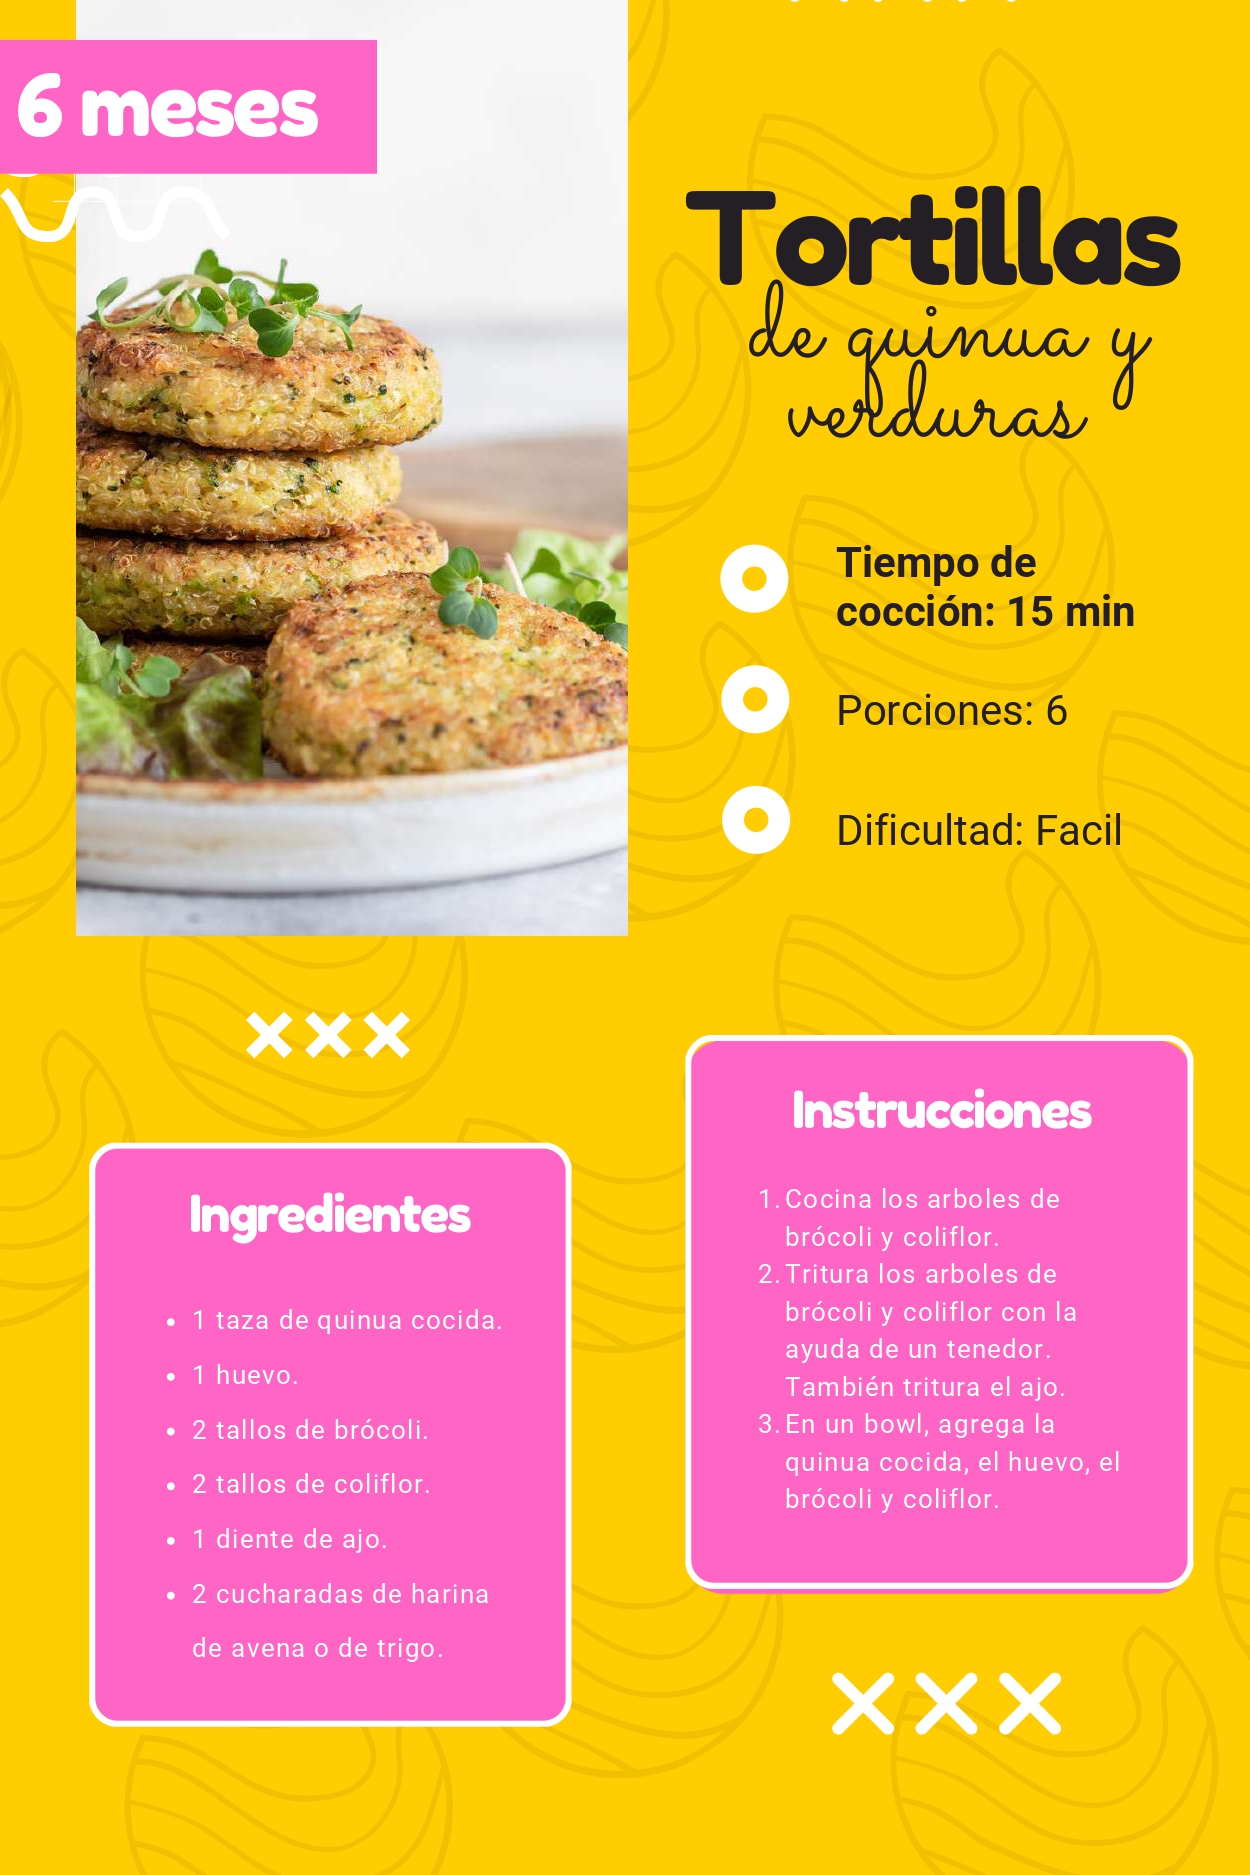 6 meses
Tortillas
de quinua y
verduras
Tiempo de
cocción: 15 min
Porciones: 6
Dificultad: Facil
Ingredientes
• 1 taza de quinua cocida.
• 1 huevo.
• 2 tallos de brócoli.
• 2 tallos de coliflor.
• 1 diente de ajo.
• 2 cucharadas de harina
de avena o de trigo.
Instrucciones
1. Cocina los arboles de
brócoli y coliflor.
2. Tritura los arboles de
brócoli y coliflor con la
ayuda de un tenedor.
También tritura el ajo.
3. En un bowl, agrega la
quinua cocida, el huevo, el
brócoli y coliflor.